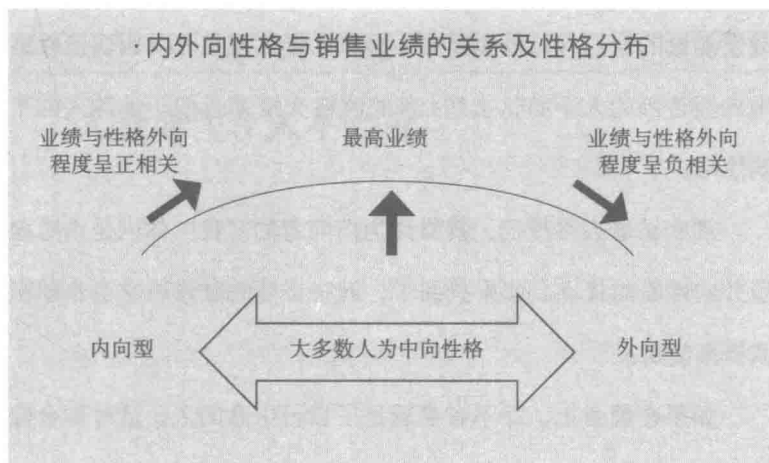 ·内外向性格与销售业绩的关系及性格分布
业绩与性格外向
程度呈正相关
最高业绩
业绩与性格外向
程度呈负相关
内向型
大多数人为中向性格
外向型